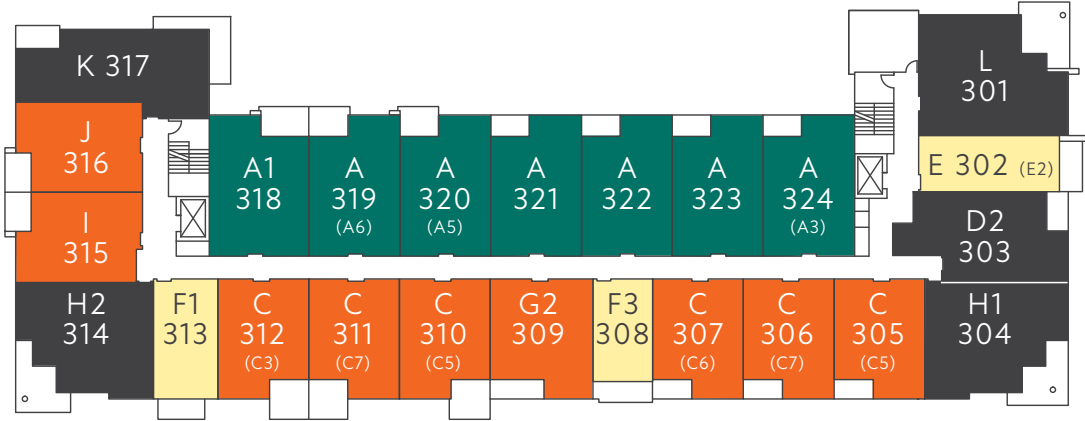 K 317
L
301
J
316
A1
318
A
319
(A6)
A
320
(A5)
A
321
A
322
A
323
A
324
(A3)
E 302 (E2)
I
315
D2
303
H2
314
F1
313
C
312
(C3)
C
311
(C7)
C
310
(C5)
G2
309
F3
308
C
307
(C6)
C
306
(C7)
C
305
(C5)
H1
304